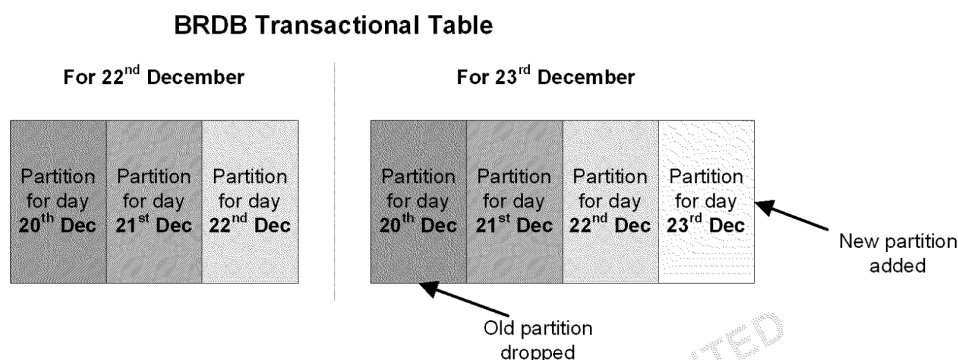 BRDB Transactional Table
For 22nd December
For 23rd December
Partition
for day
20th Dec
Partition
for day
21st Dec
Partition
for day
22nd Dec
Partition
for day
20th Dec
Partition
for day
21st Dec
Partition
for day
22nd Dec
Partition
for day
23rd Dec
New partition
added
Old partition
dropped